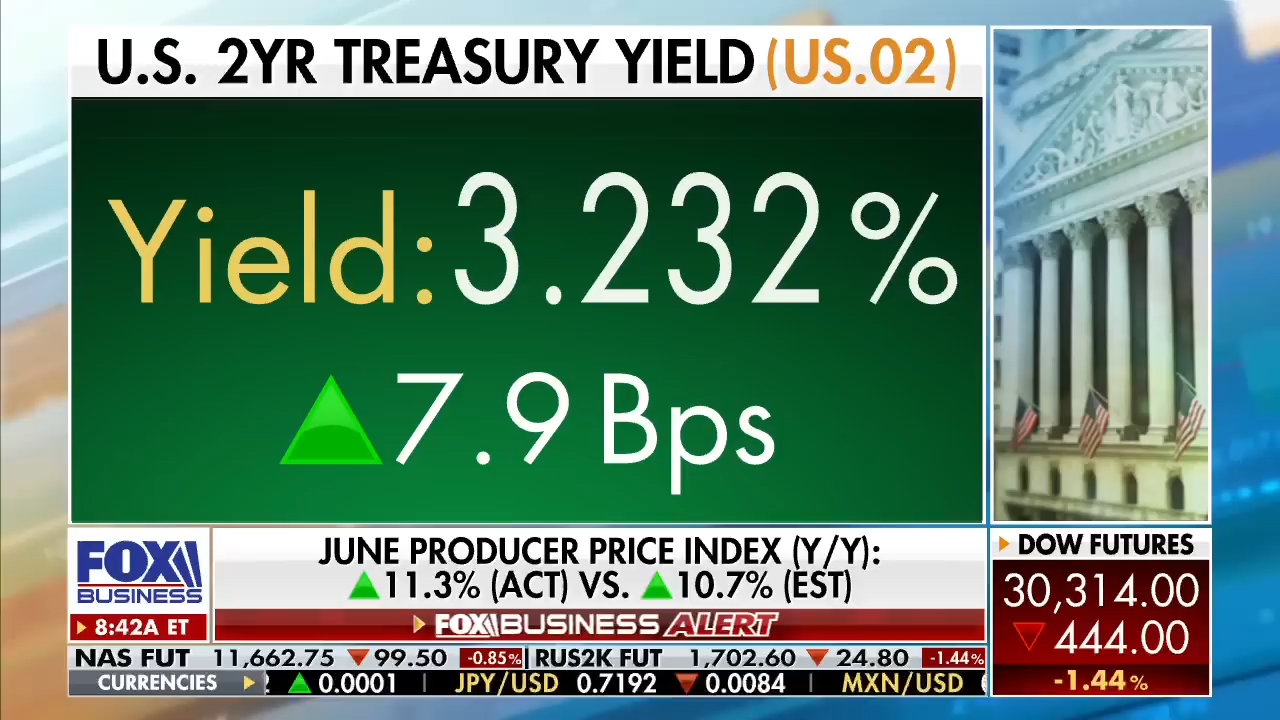 U.S. 2YR TREASURY YIELD (US.02)
Yield: 3.232%
▲7.9 Bps
FOX BUSINESS
8:42A ET
JUNE PRODUCER PRICE INDEX (Y/Y):
▲11.3% (ACT) VS. ▲10.7% (EST)
FOX BUSINESS ALERT
DOW FUTURES
30,314.00
▽444.00
-1.44%
NAS FUT 11,662.75 ▼99.50 -0.85% RUS2K FUT 1,702.60 ▼24.80 -1.44%
CURRENCIES ▲0.0001 | JPY/USD 0.7192 ▼0.0084 | MXN/USD